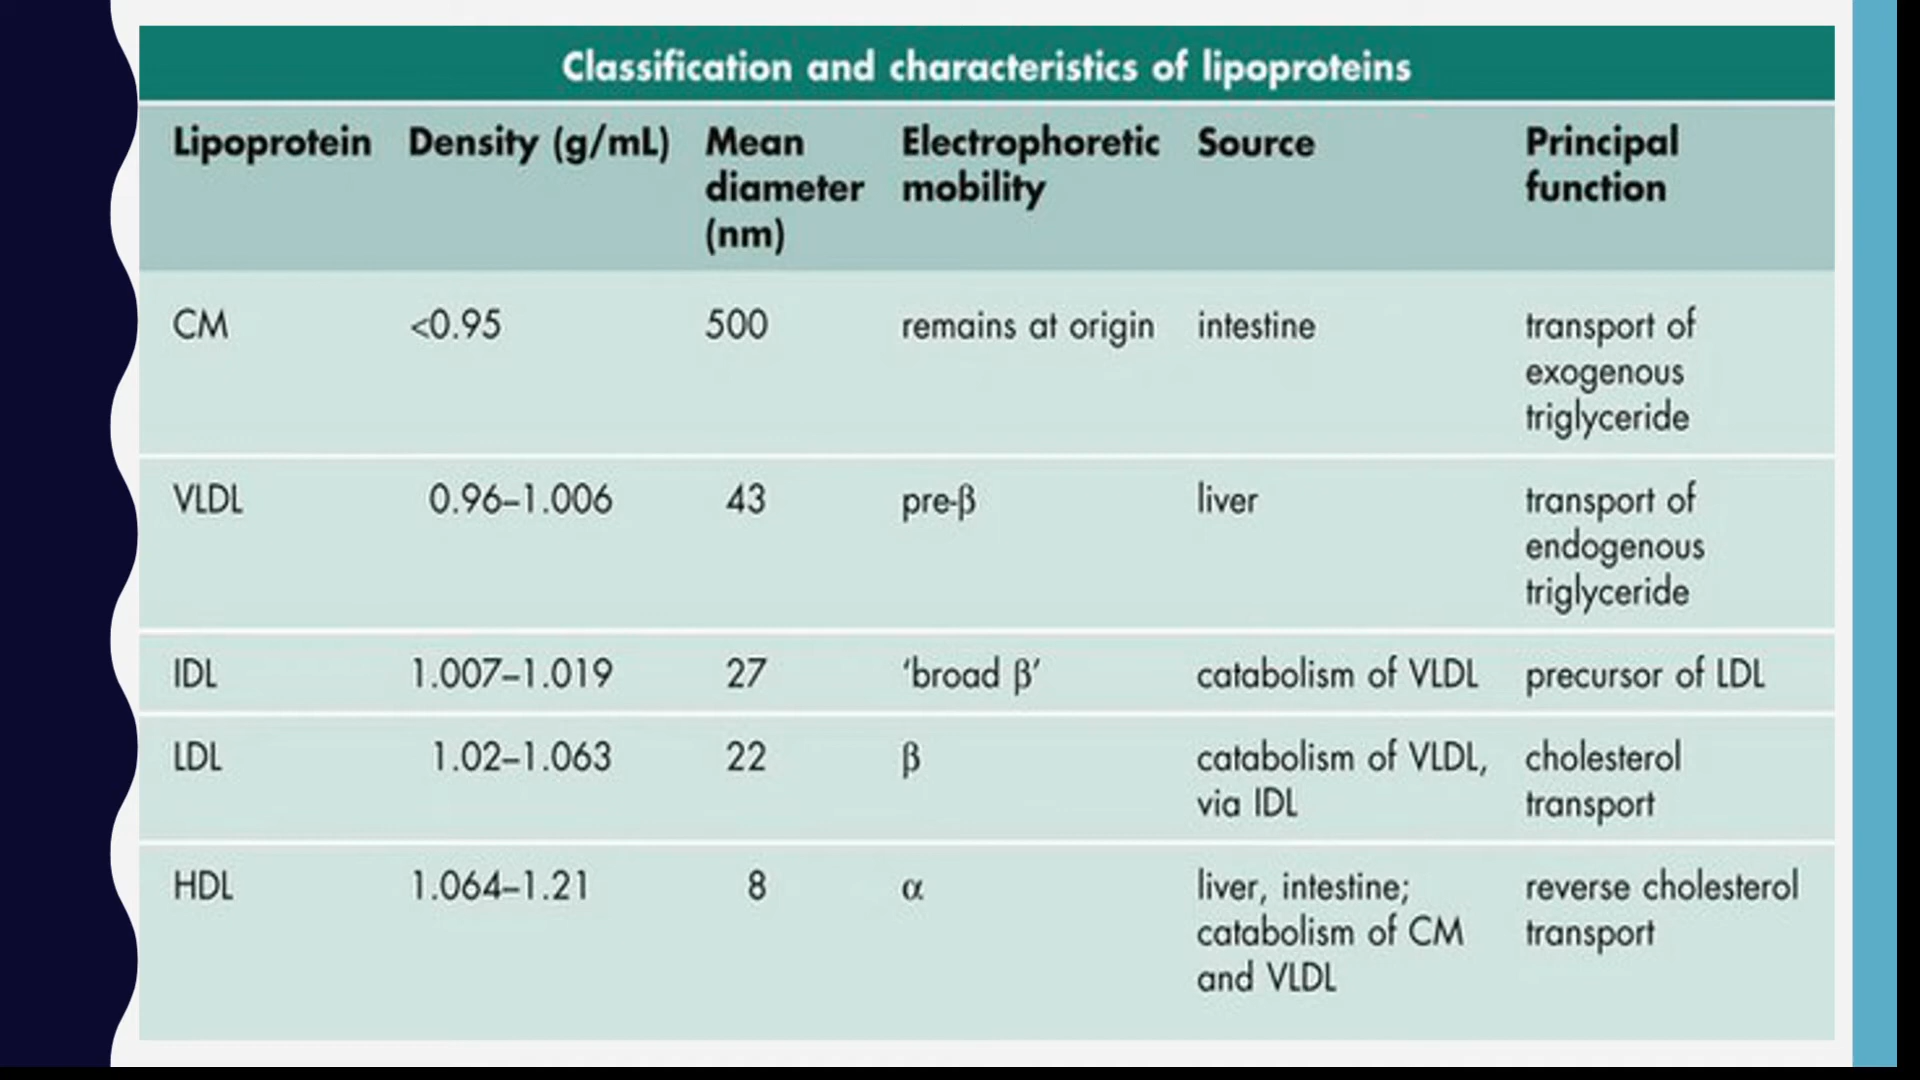 Classification and characteristics of lipoproteins
Lipoprotein Density (g/mL) Mean diameter (nm) Electrophoretic mobility Source Principal function
CM <0.95 500 remains at origin intestine transport of exogenous triglyceride
VLDL 0.96–1.006 43 pre-β liver transport of endogenous triglyceride
IDL 1.007–1.019 27 ‘broad β’ catabolism of VLDL precursor of LDL
LDL 1.02–1.063 22 β catabolism of VLDL, via IDL cholesterol transport
HDL 1.064–1.21 8 α liver, intestine; catabolism of CM and VLDL reverse cholesterol transport